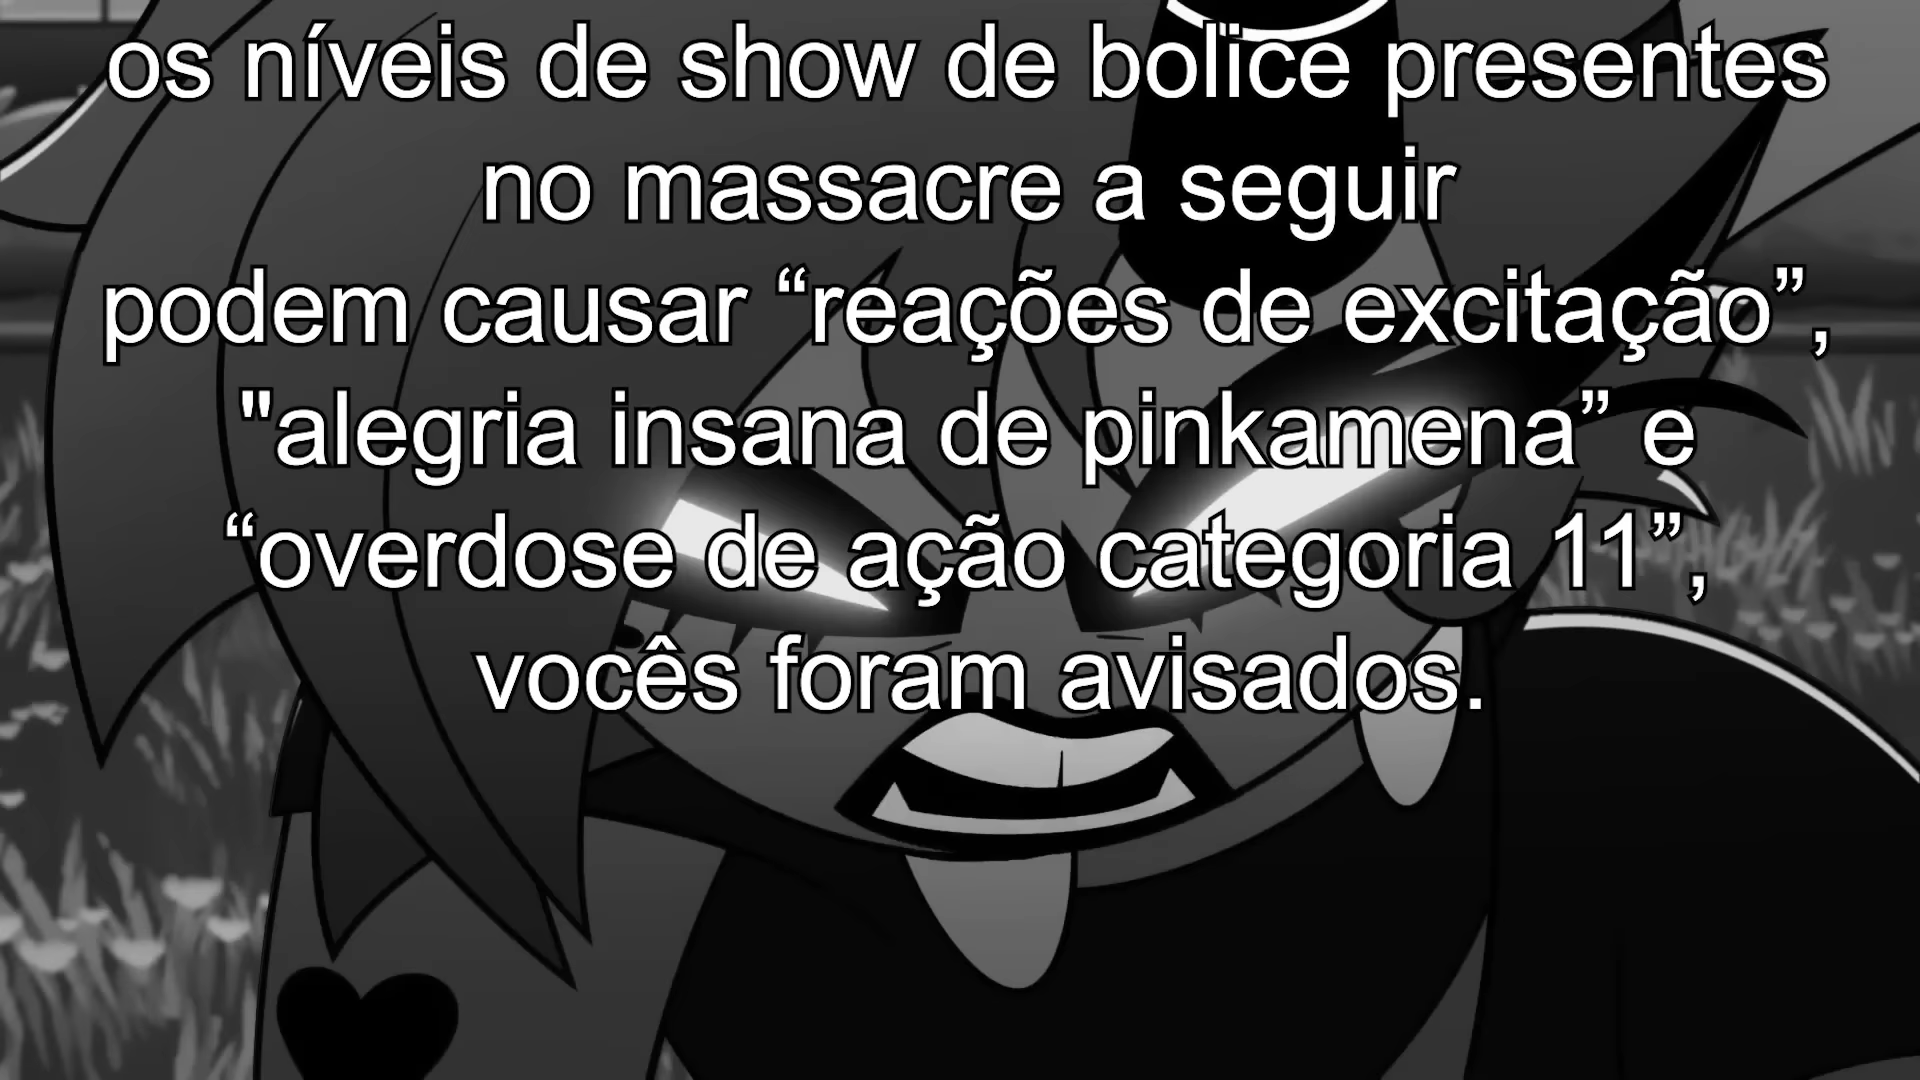 os níveis de show de bolice presentes
no massacre a seguir
podem causar “reações de excitação”,
"alegria insana de pinkamena” e
“overdose de ação categoria 11”,
vocês foram avisados.